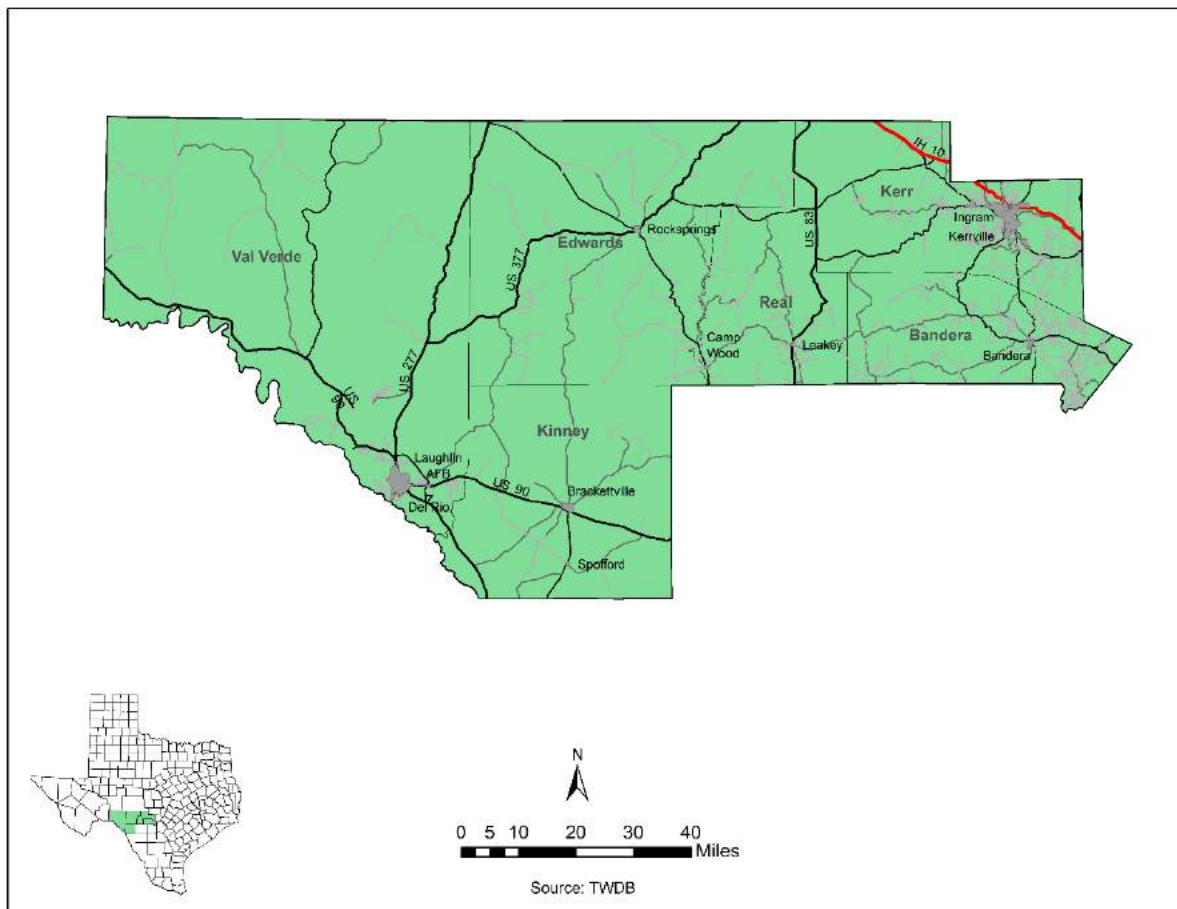 IH 10
Kerr
Ingram
Kerrville
US 83
Rocksprings
Edwards
US 377
Val Verde
Real
Camp
Wood
Leakey
Bandera
Bandera
US 277
US
90
Kinney
Laughlin
AFB
US 90
Brackettville
Del Rio
Spofford
N
0 5 10 20 30 40
Miles
Source: TWDB